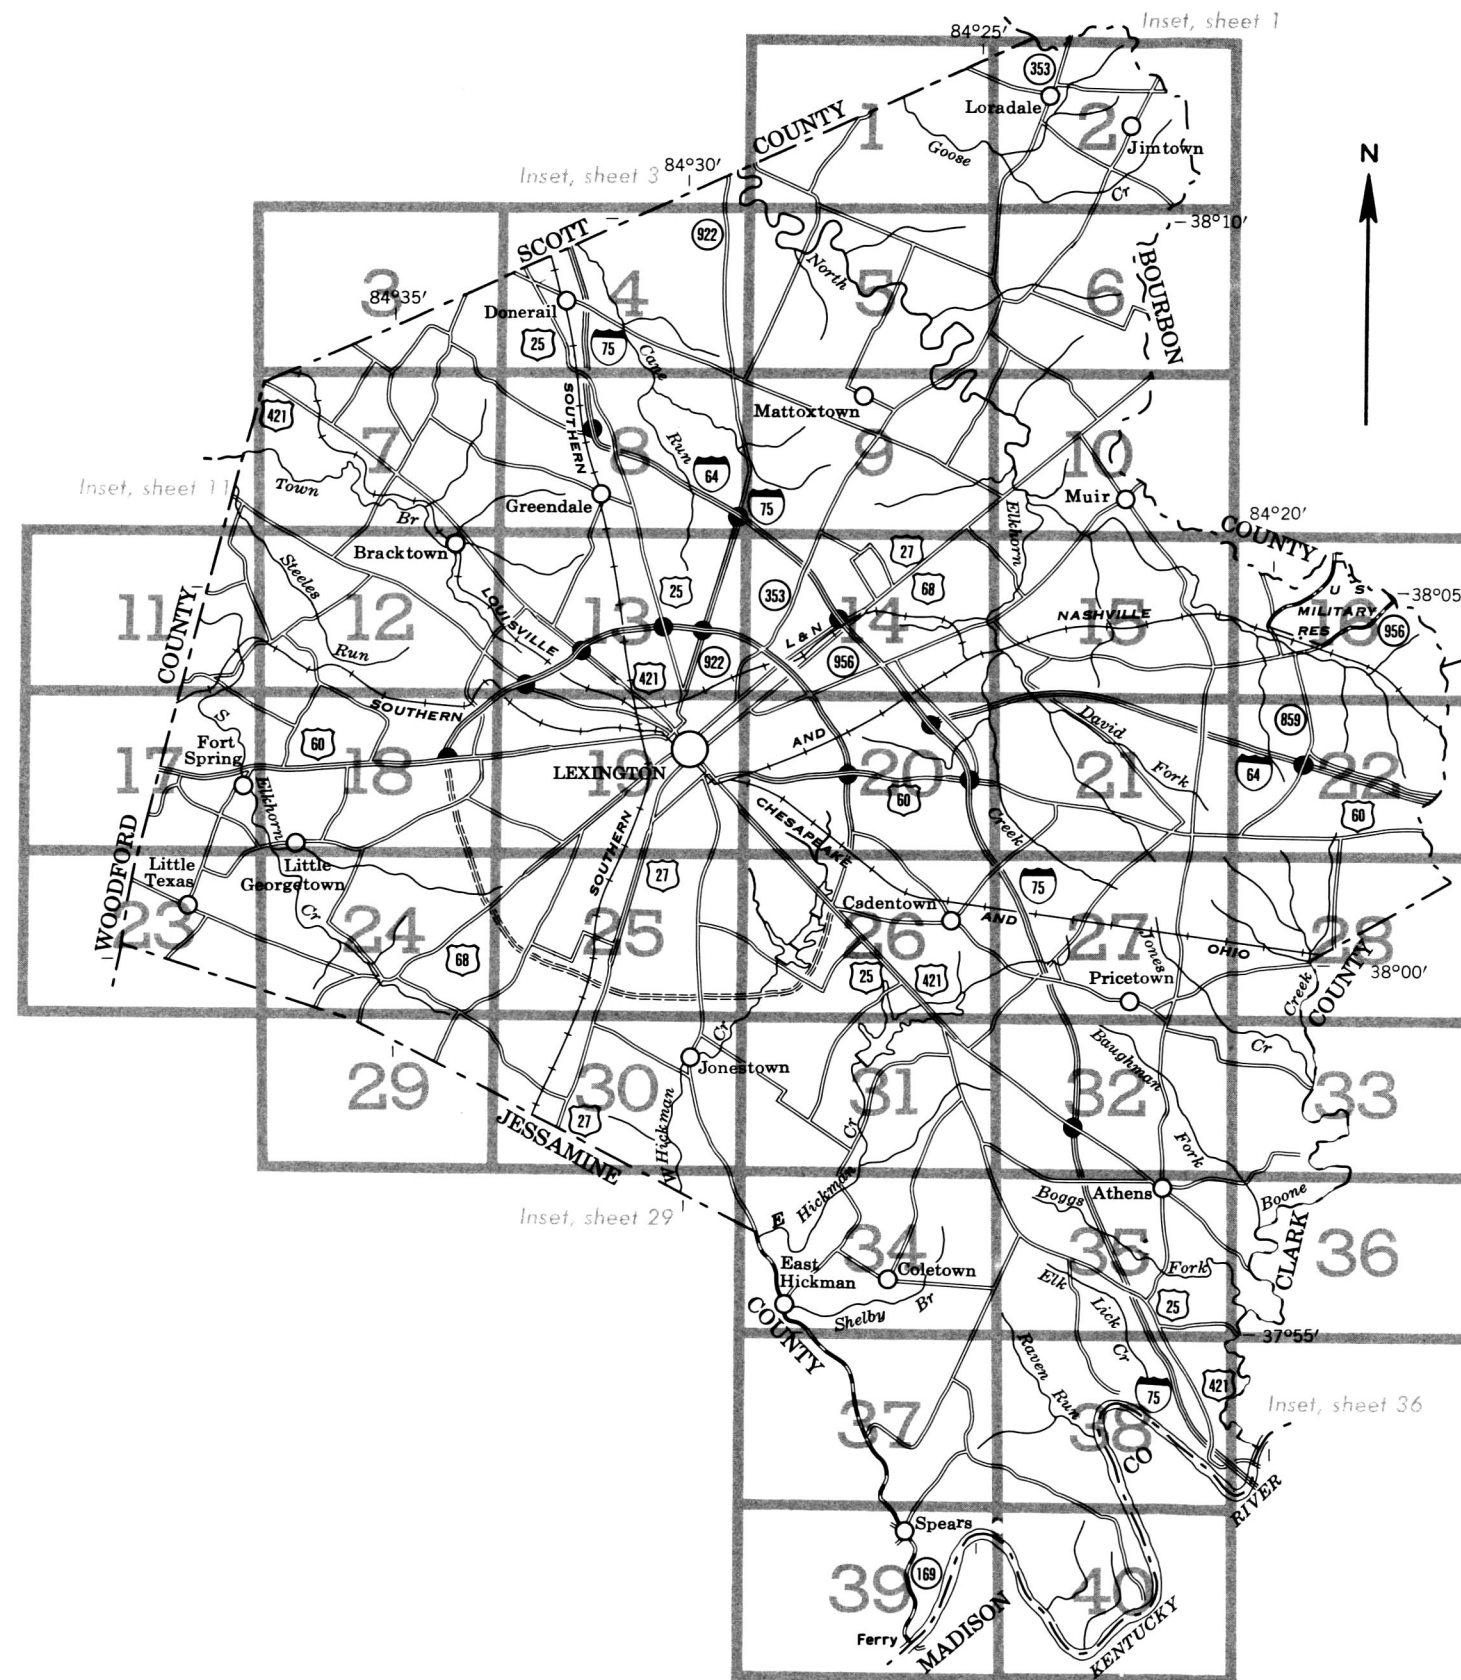 Inset, sheet 1
84°25'
353
Loradale
COUNTY
1
2
Goose
Jimtown
N
Cr
Inset, sheet 3
84°30'
38°10'
SCOTT
922
BOURBON
North
3
4
5
6
84°35'
Donerail
25
75
Cane
SOUTHERN
421
Mattoxtown
7
8
Run
9
10
64
Town
Inset, sheet 11
Greendale
75
Muir
Br
Elkhorn
84°20'
COUNTY
Bracktown
27
Steeles
25
68
353
U S
MILITARY
RES
38°05'
956
11
COUNTY
12
LOUISVILLE
13
14
NASHVILLE
15
16
L & N
Run
421
922
956
SOUTHERN
S
60
AND
David
859
Fort
Spring
17
18
LEXINGTON
19
20
21
Fork
64
22
Elkhorn
60
60
CHESAPEAKE
Creek
WOODFORD
Little
Texas
Little
Georgetown
SOUTHERN
27
Cadentown
75
AND
Cr
23
24
25
26
27
Jones
28
68
25
421
OHIO
Pricetown
38°00'
Creek
COUNTY
Cr
Baughman
Cr
Jonestown
29
30
31
32
33
JESSAMINE
27
W Hickman
Cr
Fork
Hickman
Athens
Boggs
Boone
Inset, sheet 29
E
34
35
36
CLARK
East
Hickman
Coletown
Elk
Fork
COUNTY
Shelby
Br
Lick
25
Cr
37°55'
Raven
Run
75
421
Inset, sheet 36
37
38
CO
RIVER
Spears
39
169
40
MADISON
KENTUCKY
Ferry